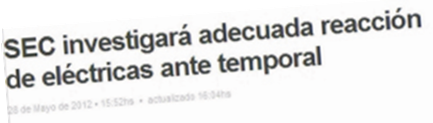 SEC investigará adecuada reacción
de eléctricas ante temporal
28 de Mayo de 2012 • 15:52hs • actualizado 16:04hs